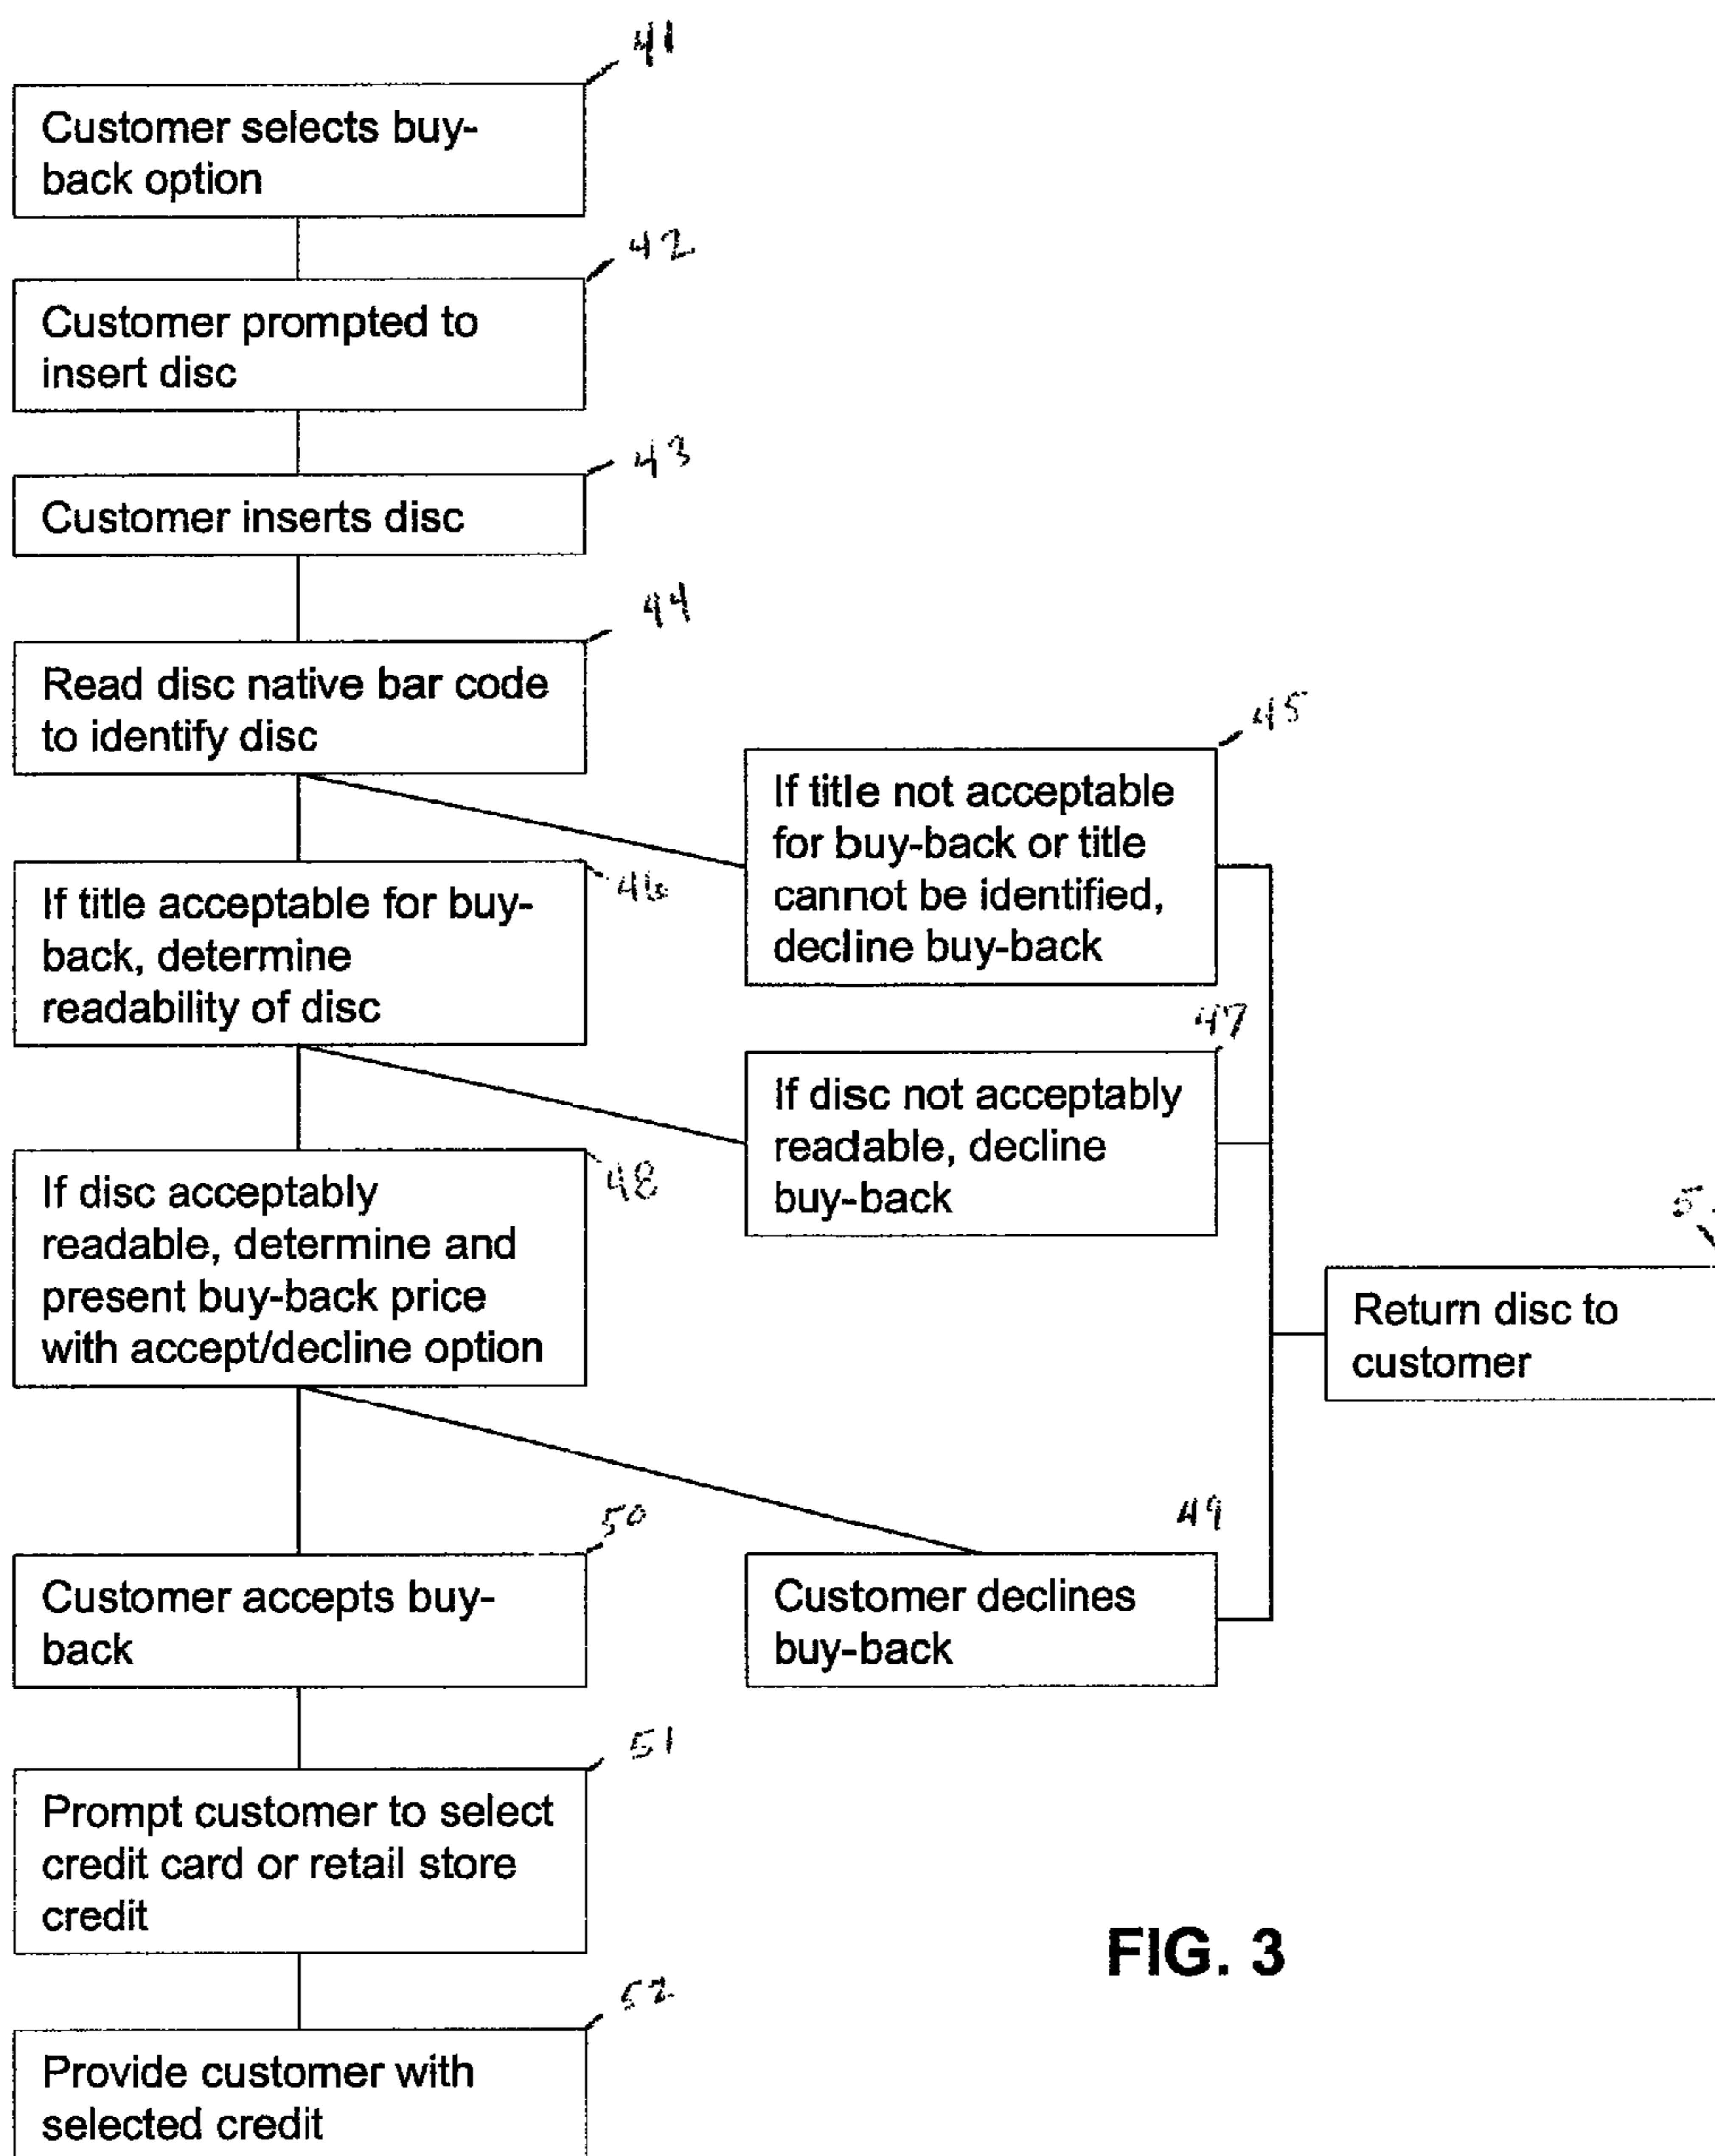 41
Customer selects buy-
back option
42
Customer prompted to
insert disc
43
Customer inserts disc
44
Read disc native bar code
to identify disc
45
If title not acceptable
for buy-back or title
cannot be identified,
decline buy-back
46
If title acceptable for buy-
back, determine
readability of disc
47
If disc not acceptably
readable, decline
buy-back
48
If disc acceptably
readable, determine and
present buy-back price
with accept/decline option
Return disc to
customer
50
Customer accepts buy-
back
49
Customer declines
buy-back
51
Prompt customer to select
credit card or retail store
credit
52
Provide customer with
selected credit
FIG. 3